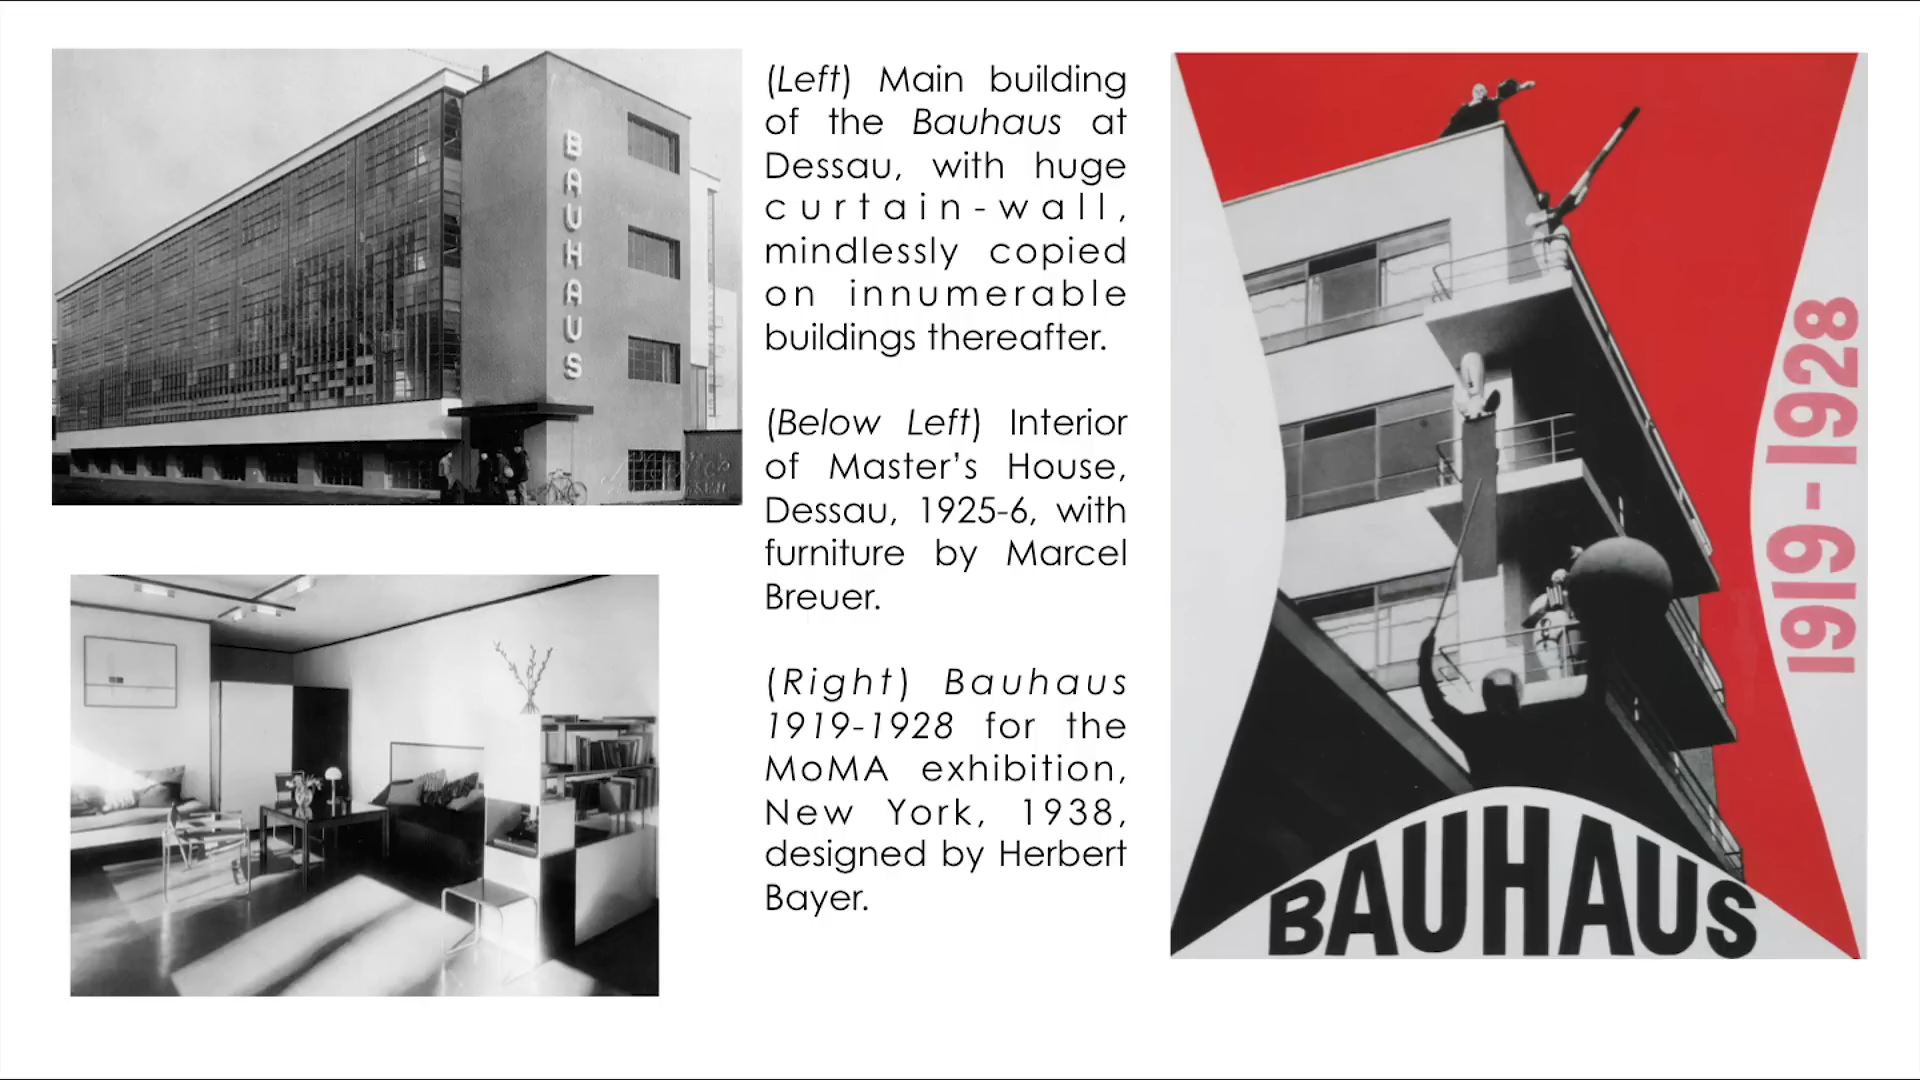 BAUHAUS
(Left) Main building
of the Bauhaus at
Dessau, with huge
curtain-wall,
mindlessly copied
on innumerable
buildings thereafter.
(Below Left) Interior
of Master’s House,
Dessau, 1925-6, with
furniture by Marcel
Breuer.
(Right) Bauhaus
1919-1928 for the
MoMA exhibition,
New York, 1938,
designed by Herbert
Bayer.
1919-1928
BAUHAUS